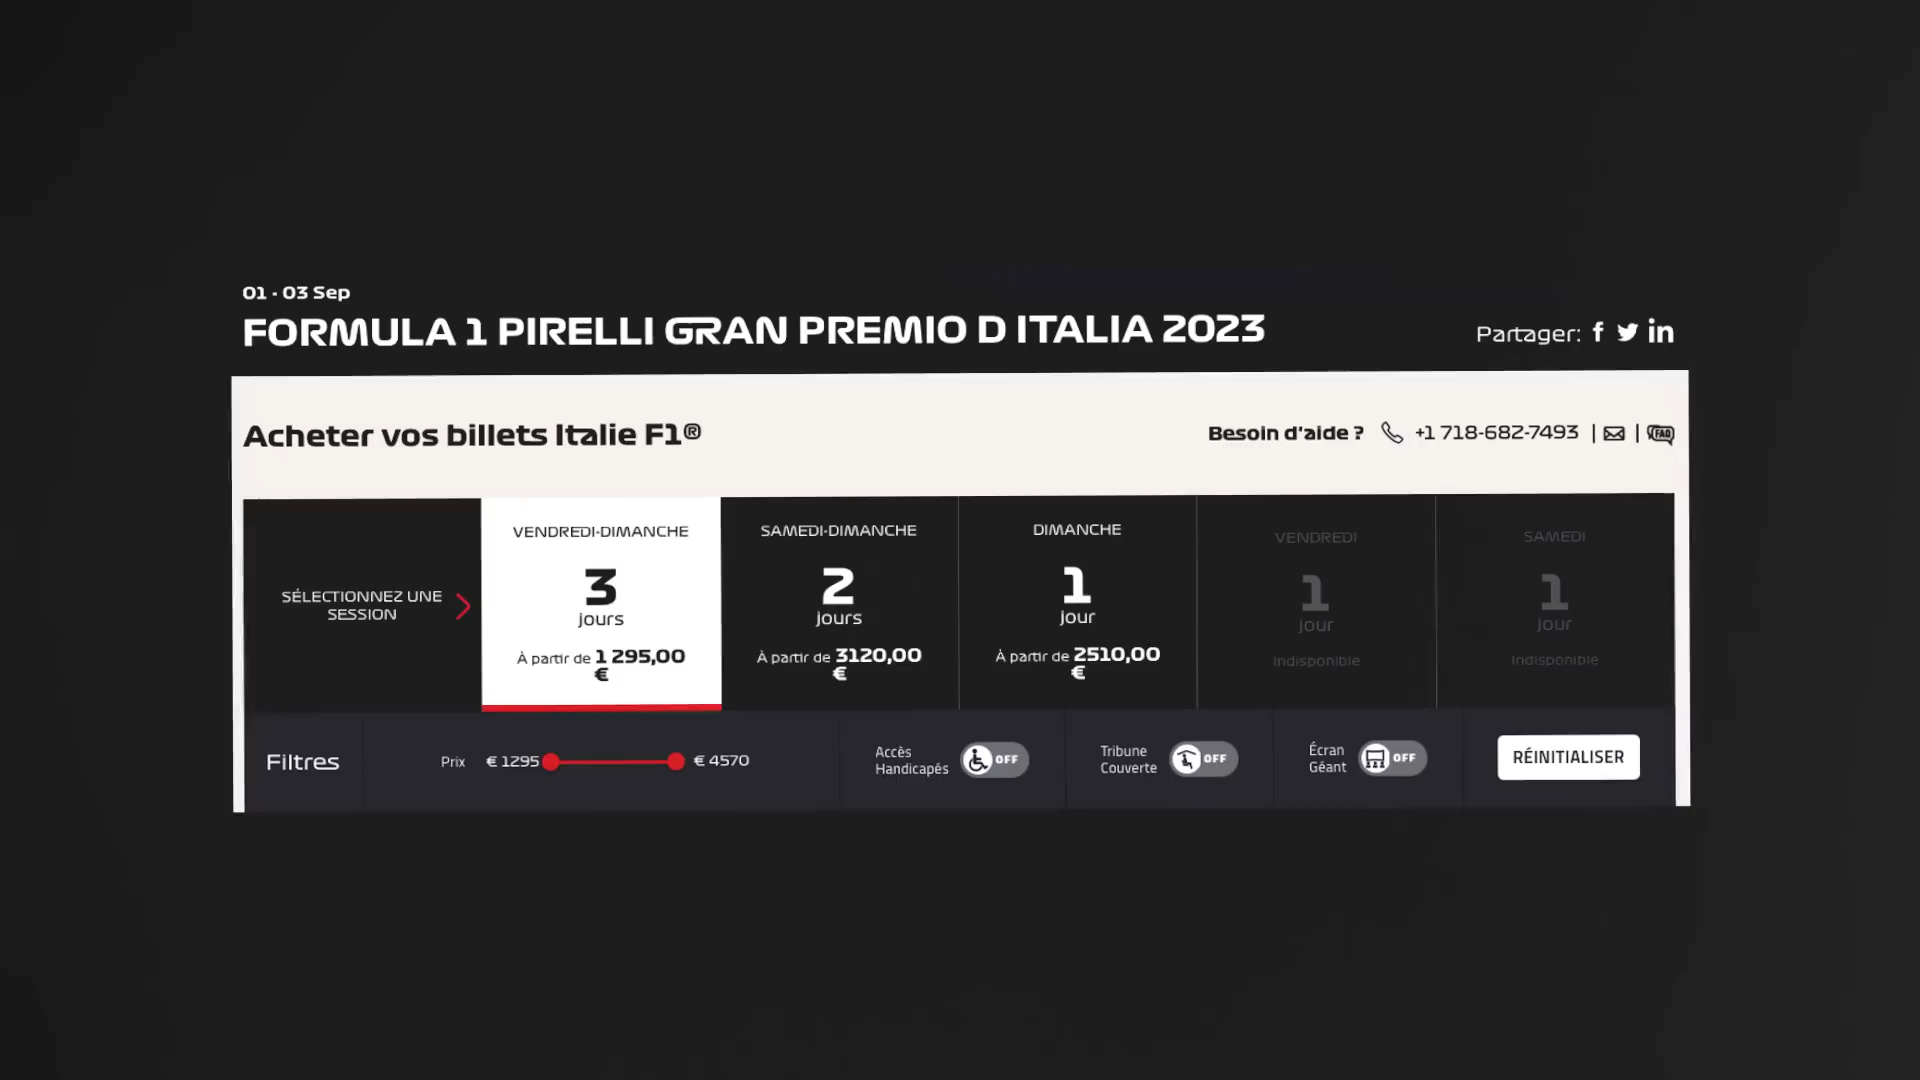 01 - 03 Sep
FORMULA 1 PIRELLI GRAN PREMIO D ITALIA 2023
Partager: f in
Acheter vos billets Italie F1®
Besoin d'aide ? +1 718-682-7493 | | FAQ
SÉLECTIONNEZ UNE
SESSION
VENDREDI-DIMANCHE
3
jours
À partir de 1 295,00
€
SAMEDI-DIMANCHE
2
jours
À partir de 3120,00
€
DIMANCHE
1
jour
À partir de 2510,00
€
VENDREDI
1
jour
Indisponible
SAMEDI
1
jour
Indisponible
Filtres
Prix € 1295 € 4570
Accès
Handicapés
OFF
Tribune
Couverte
OFF
Écran
Géant
OFF
RÉINITIALISER